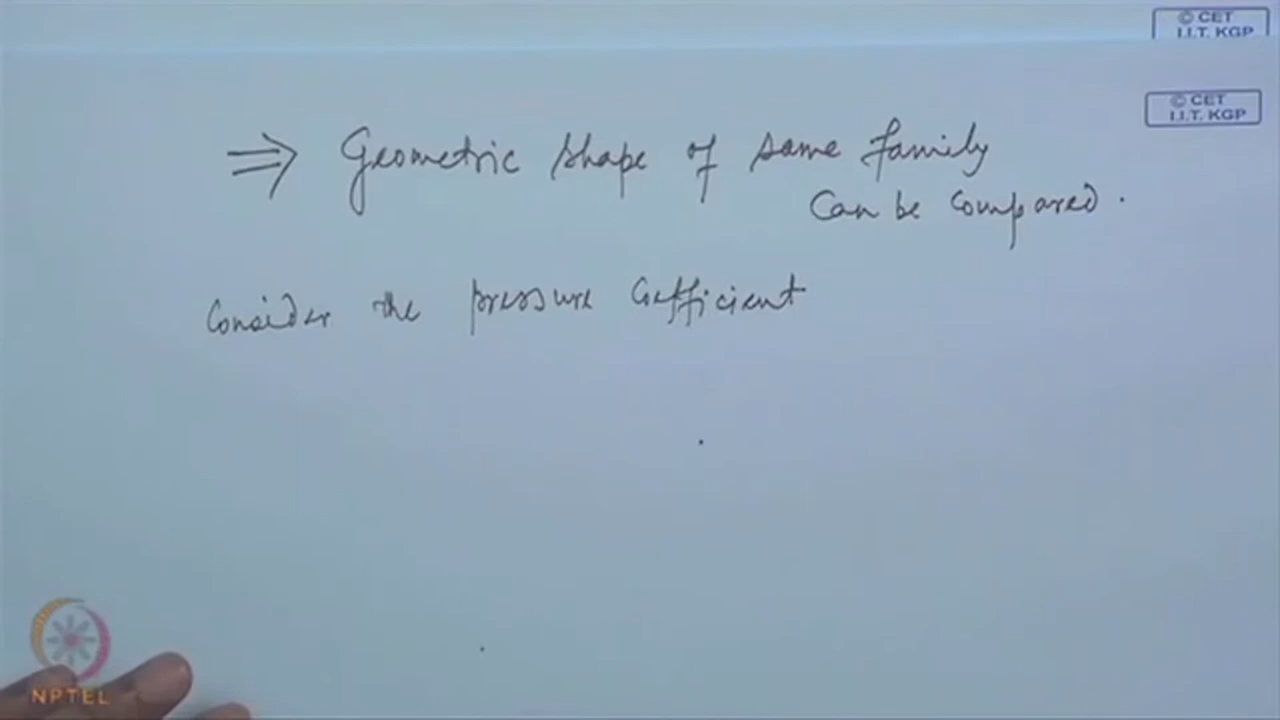 © CET
I.I.T. KGP
© CET
I.I.T. KGP
⇒ Geometric shape of same family
can be compared.
Consider the pressure Coefficient
NPTEL